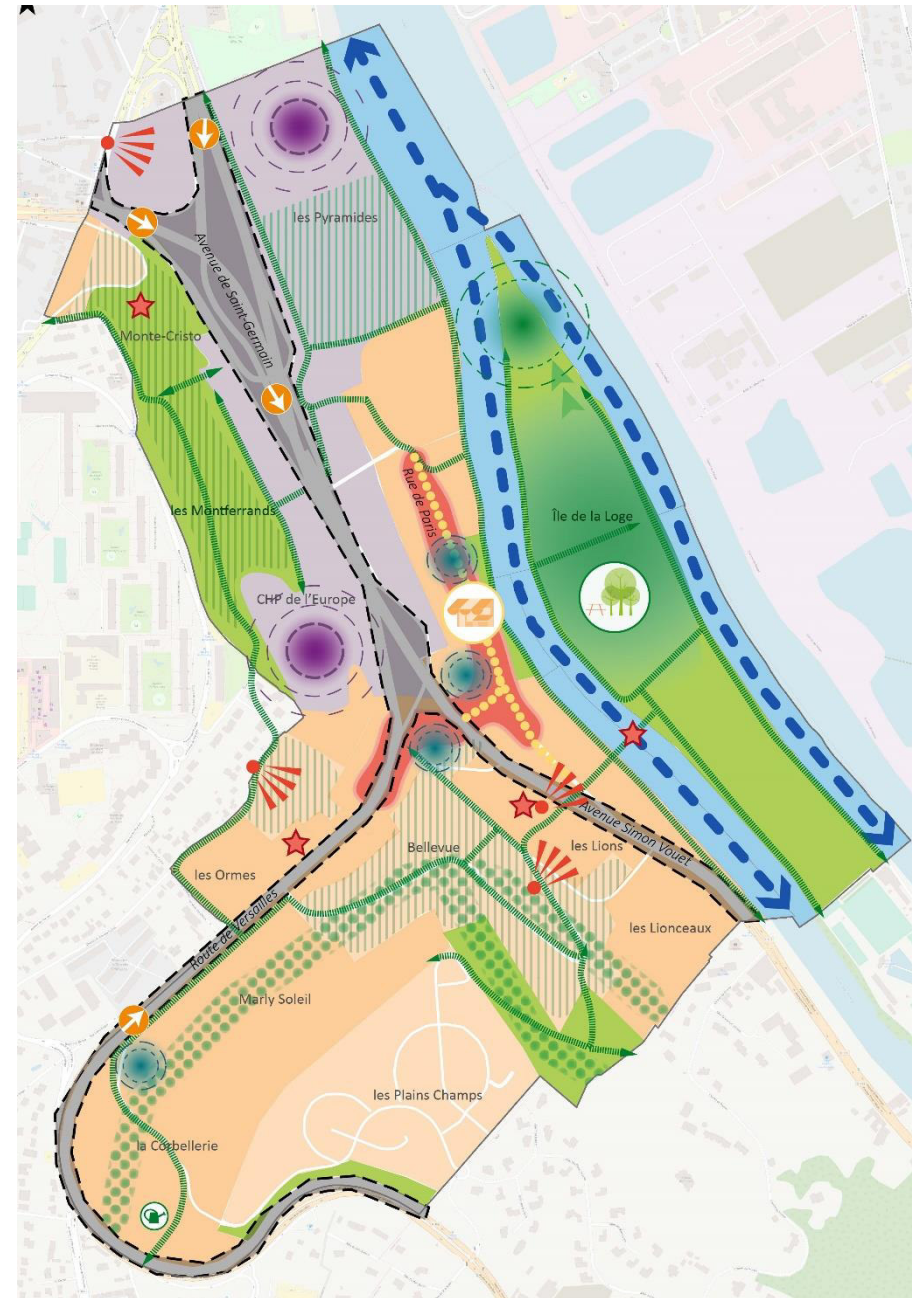 les Pyramides
Avenue de Saint-Germain
Monte-Cristo
Rue de Paris
les Montferrands
Île de la Loge
CHP de l'Europe
Avenue Simon Vouet
les Lions
Bellevue
les Ormes
les Lionceaux
Route de Versailles
Marly Soleil
les Plains Champs
la Corbellerie